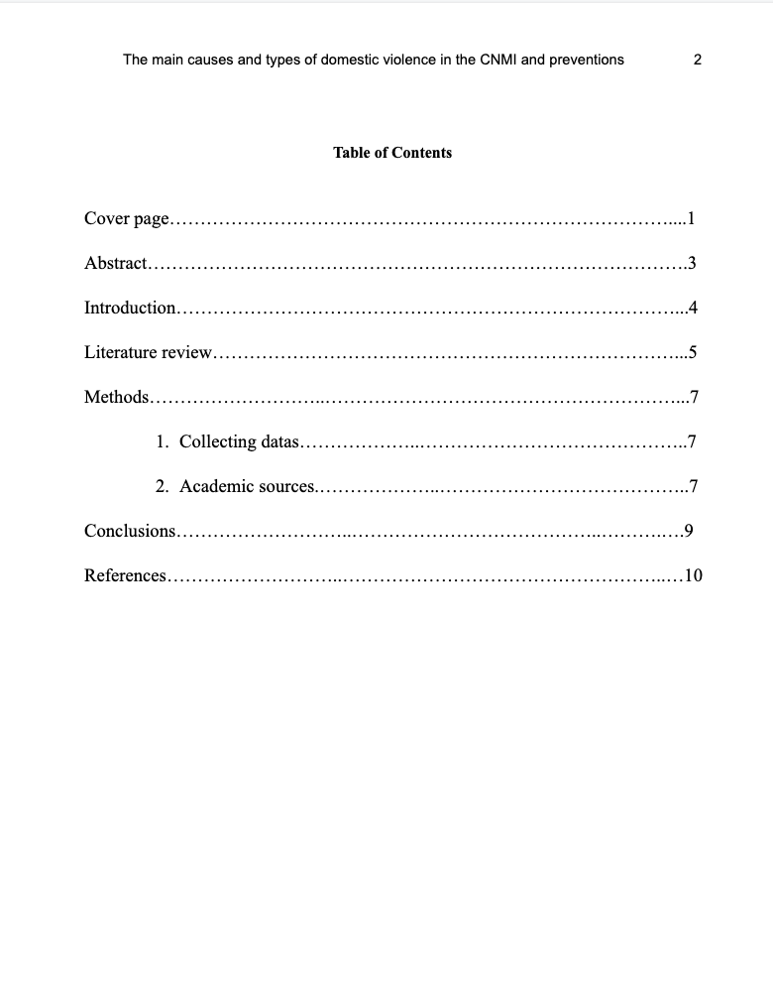 The main causes and types of domestic violence in the CNMI and preventions 2
Table of Contents
Cover page…………………………………………………………………………....1
Abstract…………………………………………………………………………….3
Introduction………………………………………………………………………...4
Literature review…………………………………………………………………...5
Methods………………………..…………………………………………………...7
1. Collecting datas………………..……………………………………..7
2. Academic sources………………..…………………………………..7
Conclusions………………………..…………………………………..……….….9
References………………………..……………………………………………..….10